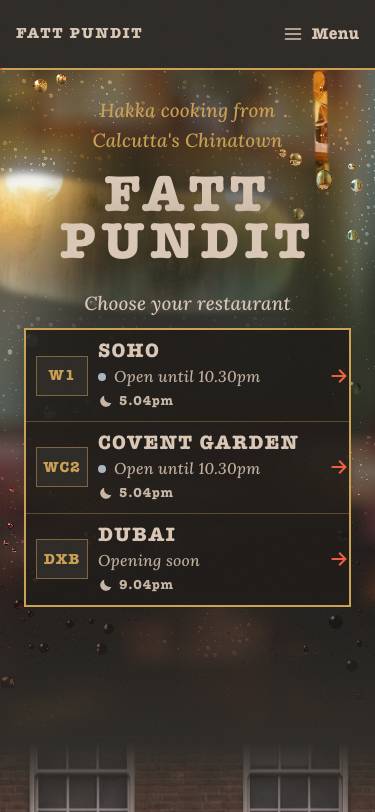 FATT PUNDIT
Menu
Hakka cooking from
Calcutta's Chinatown
FATT
PUNDIT
Choose your restaurant
W1
SOHO
Open until 10.30pm
5.04pm
WC2
COVENT GARDEN
Open until 10.30pm
5.04pm
DXB
DUBAI
Opening soon
9.04pm